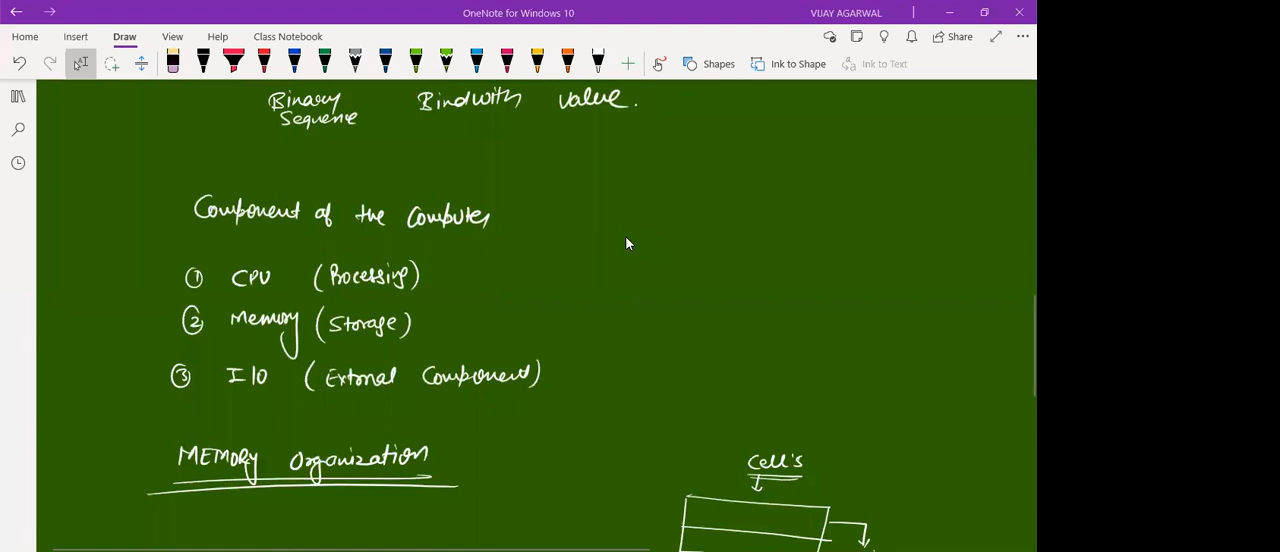 OneNote for Windows 10
VIJAY AGARWAL
Home Insert Draw View Help Class Notebook
Share
Shapes Ink to Shape Ink to Text
Binary Bindwith value.
Sequence
Component of the Computer
① CPU (Processing)
② Memory (Storage)
③ I/O (External Component)
MEMORY Organization
Cell's